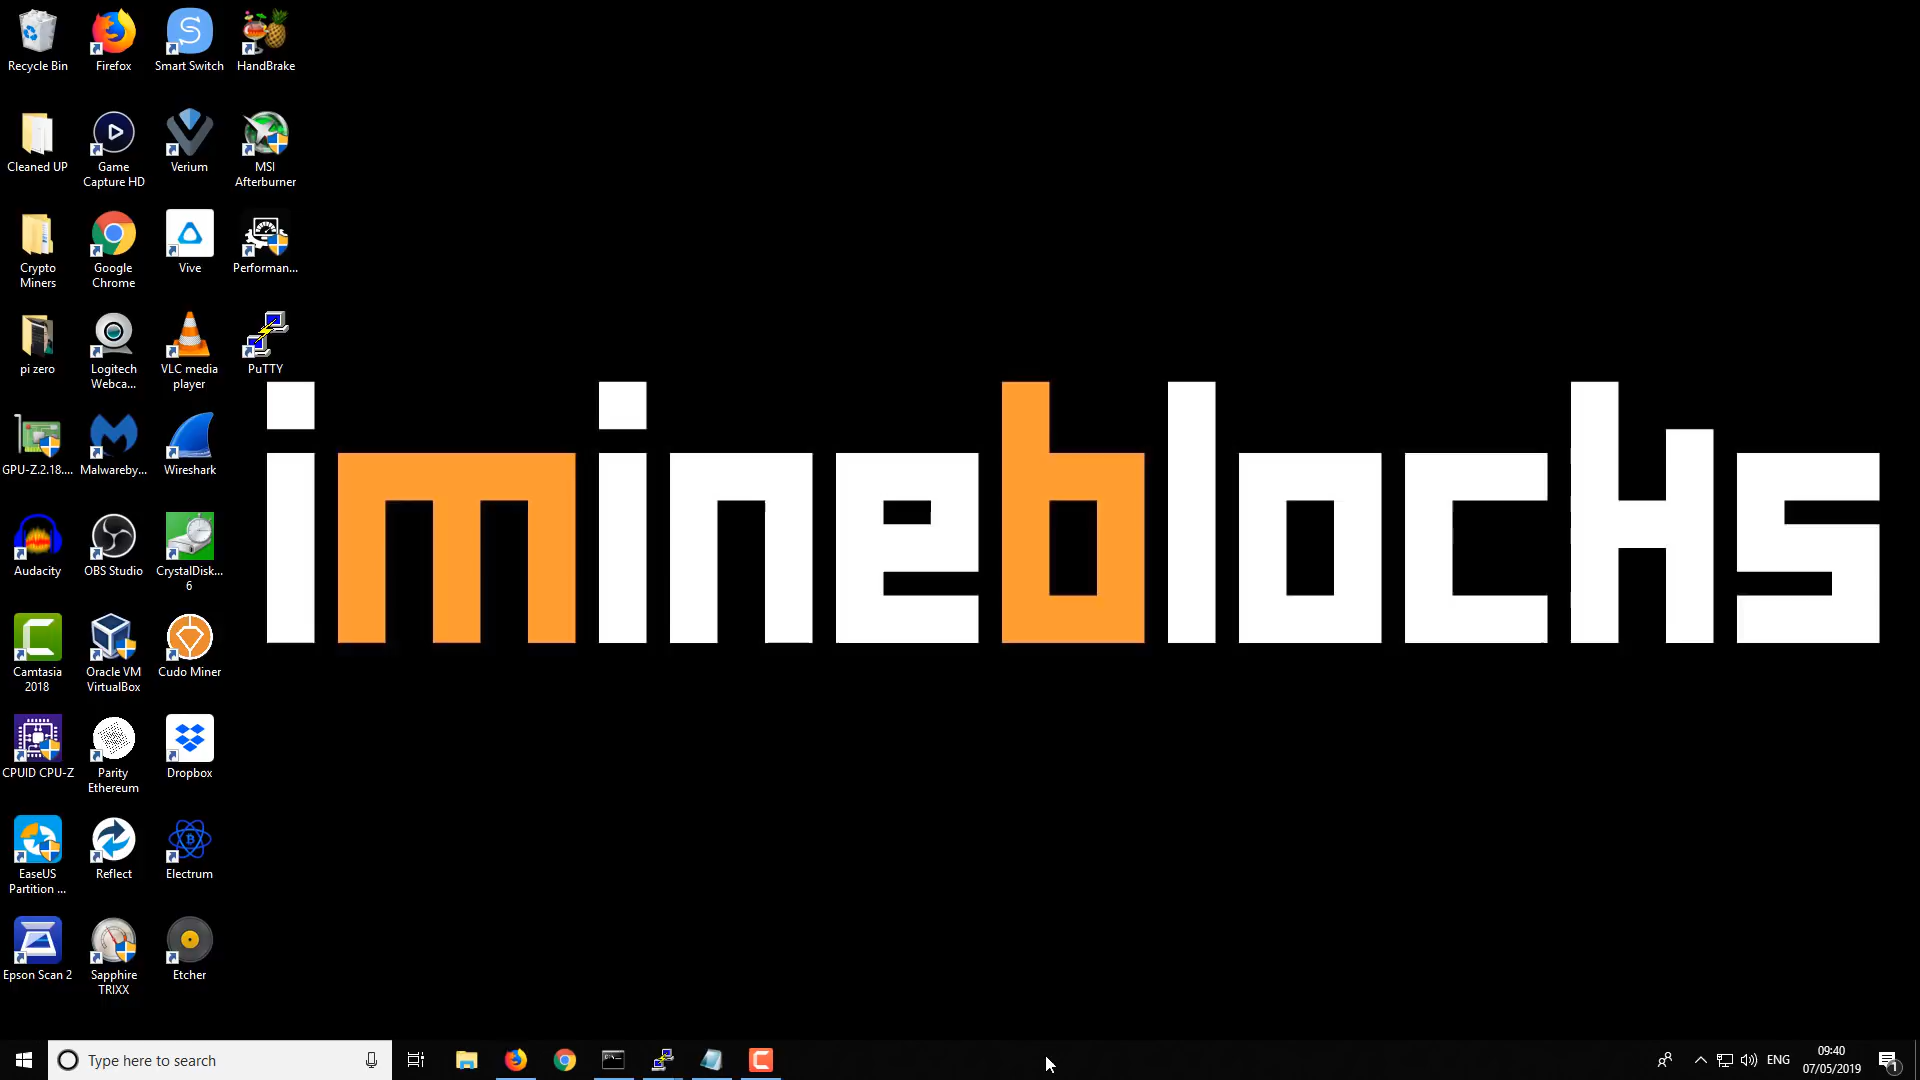 Recycle Bin
Firefox
Smart Switch
HandBrake
Cleaned UP
Game
Capture HD
Verium
MSI
Afterburner
Crypto
Miners
Google
Chrome
Vive
Performan...
pi zero
Logitech
Webca...
VLC media
player
PuTTY
imineblocks
GPU-Z.2.18....
Malwareby...
Wireshark
Audacity
OBS Studio
CrystalDisk...
6
Camtasia
2018
Oracle VM
VirtualBox
Cudo Miner
CPUID CPU-Z
Parity
Ethereum
Dropbox
EaseUS
Partition ...
Reflect
Electrum
Epson Scan 2
Sapphire
TRIXX
Etcher
Type here to search
ENG
09:40
07/05/2019
1